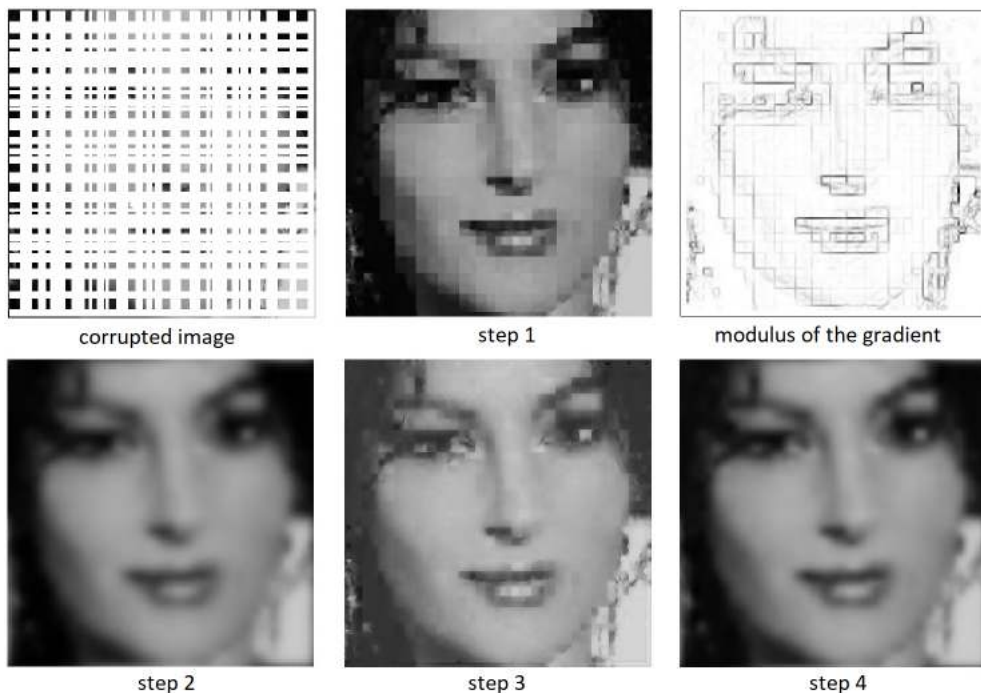 corrupted image
step 1
modulus of the gradient
step 2
step 3
step 4